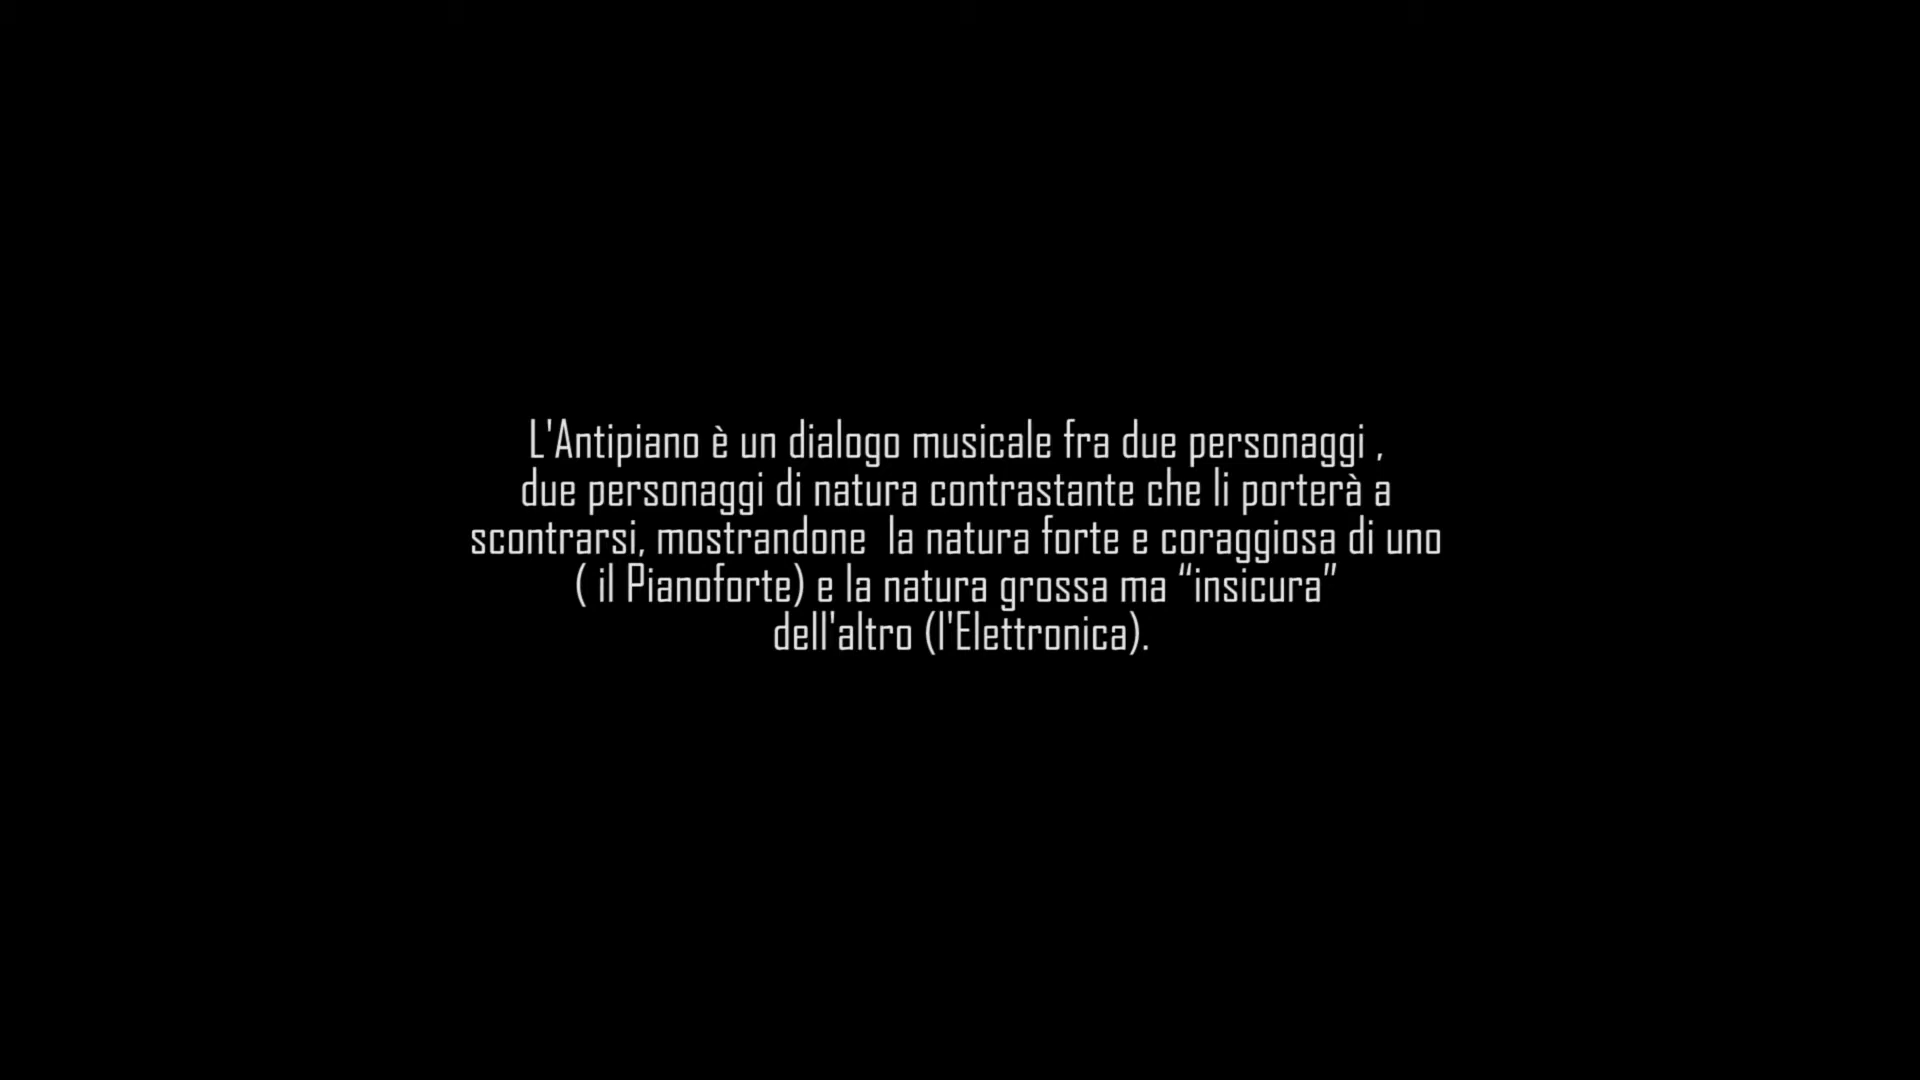 L'Antipiano è un dialogo musicale fra due personaggi ,
due personaggi di natura contrastante che li porterà a
scontrarsi, mostrandone  la natura forte e coraggiosa di uno
( il Pianoforte) e la natura grossa ma “insicura”
dell'altro (l'Elettronica).